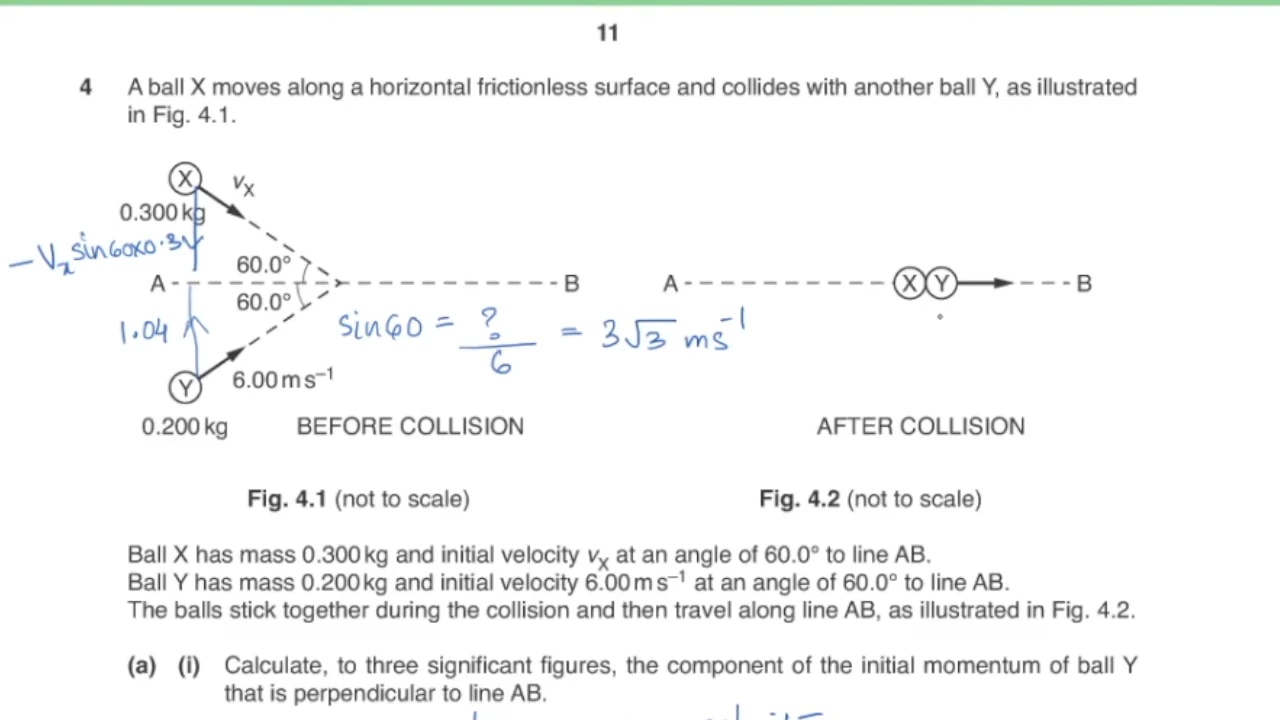 11
4 A ball X moves along a horizontal frictionless surface and collides with another ball Y, as illustrated
in Fig. 4.1.
X
vX
0.300 kg
– Vx sin60x0.3
60.0°
A B A X Y B
60.0°
1.04 sin60 = ?/6 = 3√3 ms⁻¹
Y 6.00 m s⁻¹
0.200 kg BEFORE COLLISION AFTER COLLISION
Fig. 4.1 (not to scale) Fig. 4.2 (not to scale)
Ball X has mass 0.300 kg and initial velocity vX at an angle of 60.0° to line AB.
Ball Y has mass 0.200 kg and initial velocity 6.00 m s⁻¹ at an angle of 60.0° to line AB.
The balls stick together during the collision and then travel along line AB, as illustrated in Fig. 4.2.
(a) (i) Calculate, to three significant figures, the component of the initial momentum of ball Y
that is perpendicular to line AB.